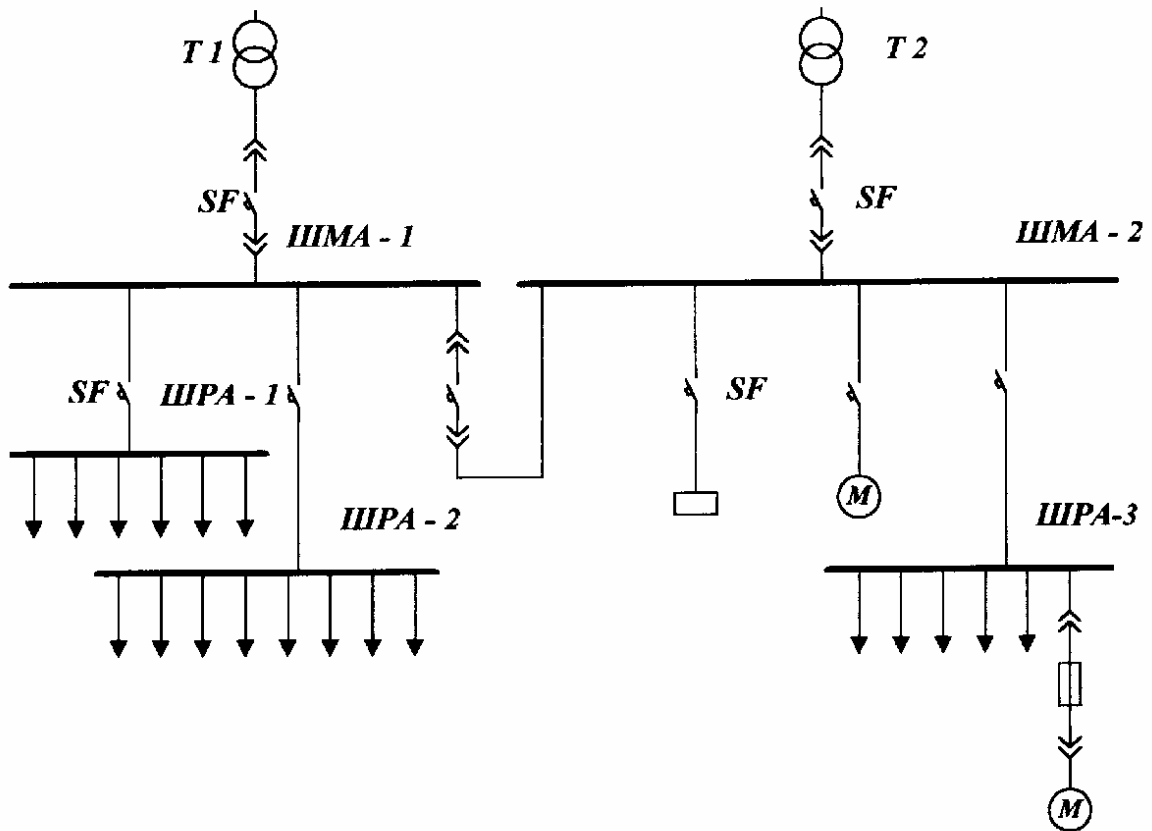 T 1
T 2
SF
SF
ШМА - 1
ШМА - 2
SF
ШРА - 1
SF
M
ШРА - 2
ШРА-3
M